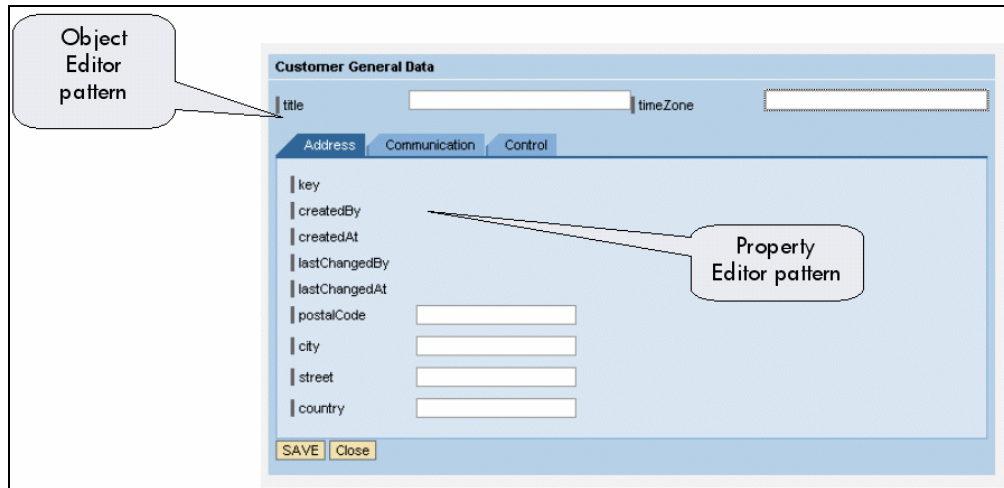 Object
Editor
pattern
Customer General Data
title
timeZone
Address
Communication
Control
key
createdBy
createdAt
lastChangedBy
lastChangedAt
postalCode
city
street
country
Property
Editor pattern
SAVE
Close